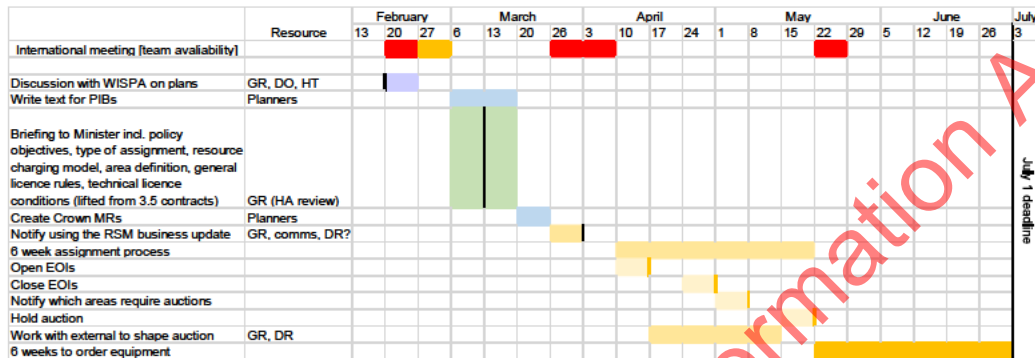 February March April May June July
Resource 13 20 27 6 13 20 26 3 10 17 24 1 8 15 22 29 5 12 19 26 3
International meeting [team avaliability]
Discussion with WISPA on plans GR, DO, HT
Write text for PIBs Planners
Briefing to Minister incl. policy
objectives, type of assignment, resource
charging model, area definition, general
licence rules, technical licence
conditions (lifted from 3.5 contracts) GR (HA review)
Create Crown MRs Planners
Notify using the RSM business update GR, comms, DR?
6 week assignment process
Open EOIs
Close EOIs
Notify which areas require auctions
Hold auction
Work with external to shape auction GR, DR
6 weeks to order equipment
July 1 deadline
ormation A